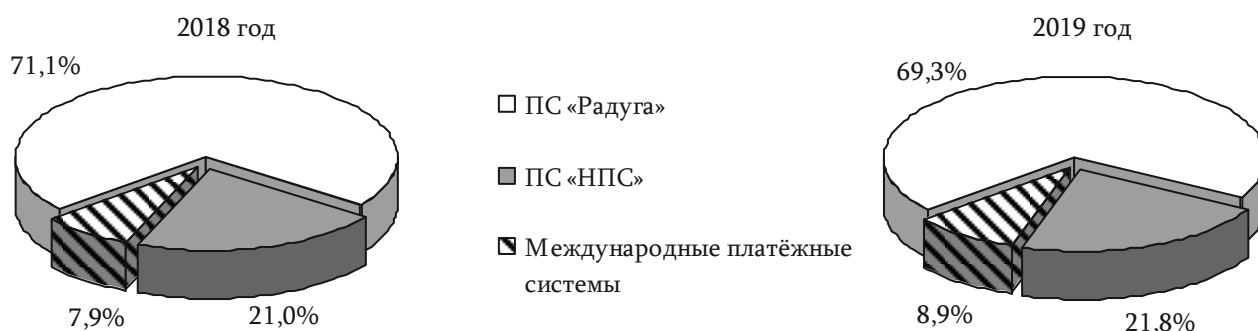 2018 год
71,1%
7,9%
21,0%
ПС «Радуга»
ПС «НПС»
Международные платёжные
системы
2019 год
69,3%
8,9%
21,8%